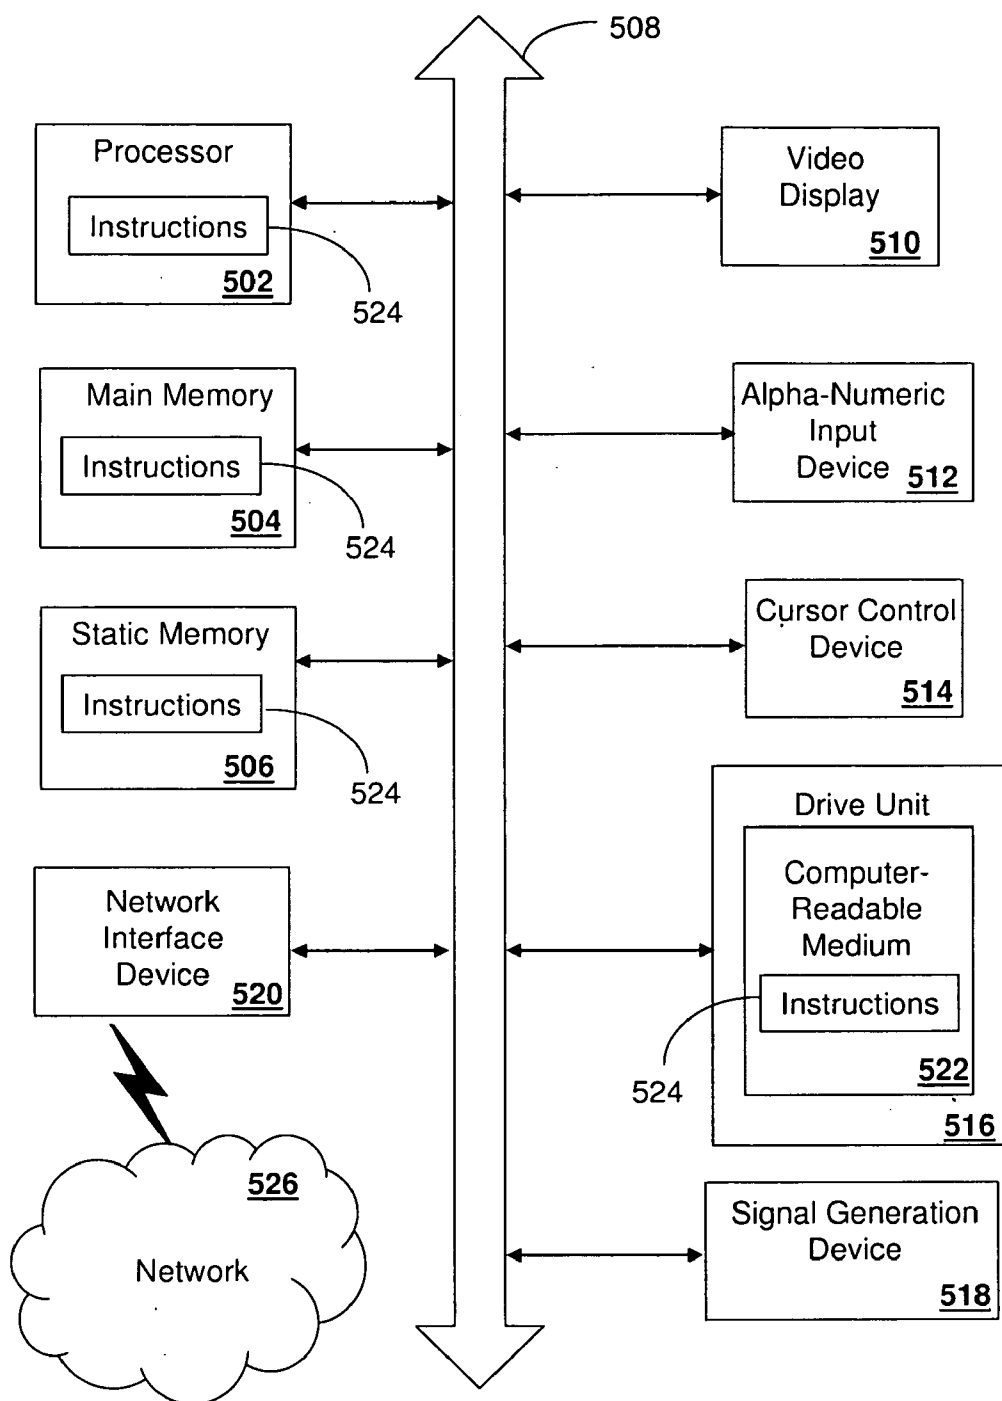 508
Processor
Instructions
502
524
Main Memory
Instructions
504
524
Static Memory
Instructions
506
524
Network
Interface
Device
520
526
Network
Video
Display
510
Alpha-Numeric
Input
Device
512
Cursor Control
Device
514
Drive Unit
Computer-
Readable
Medium
Instructions
522
524
516
Signal Generation
Device
518